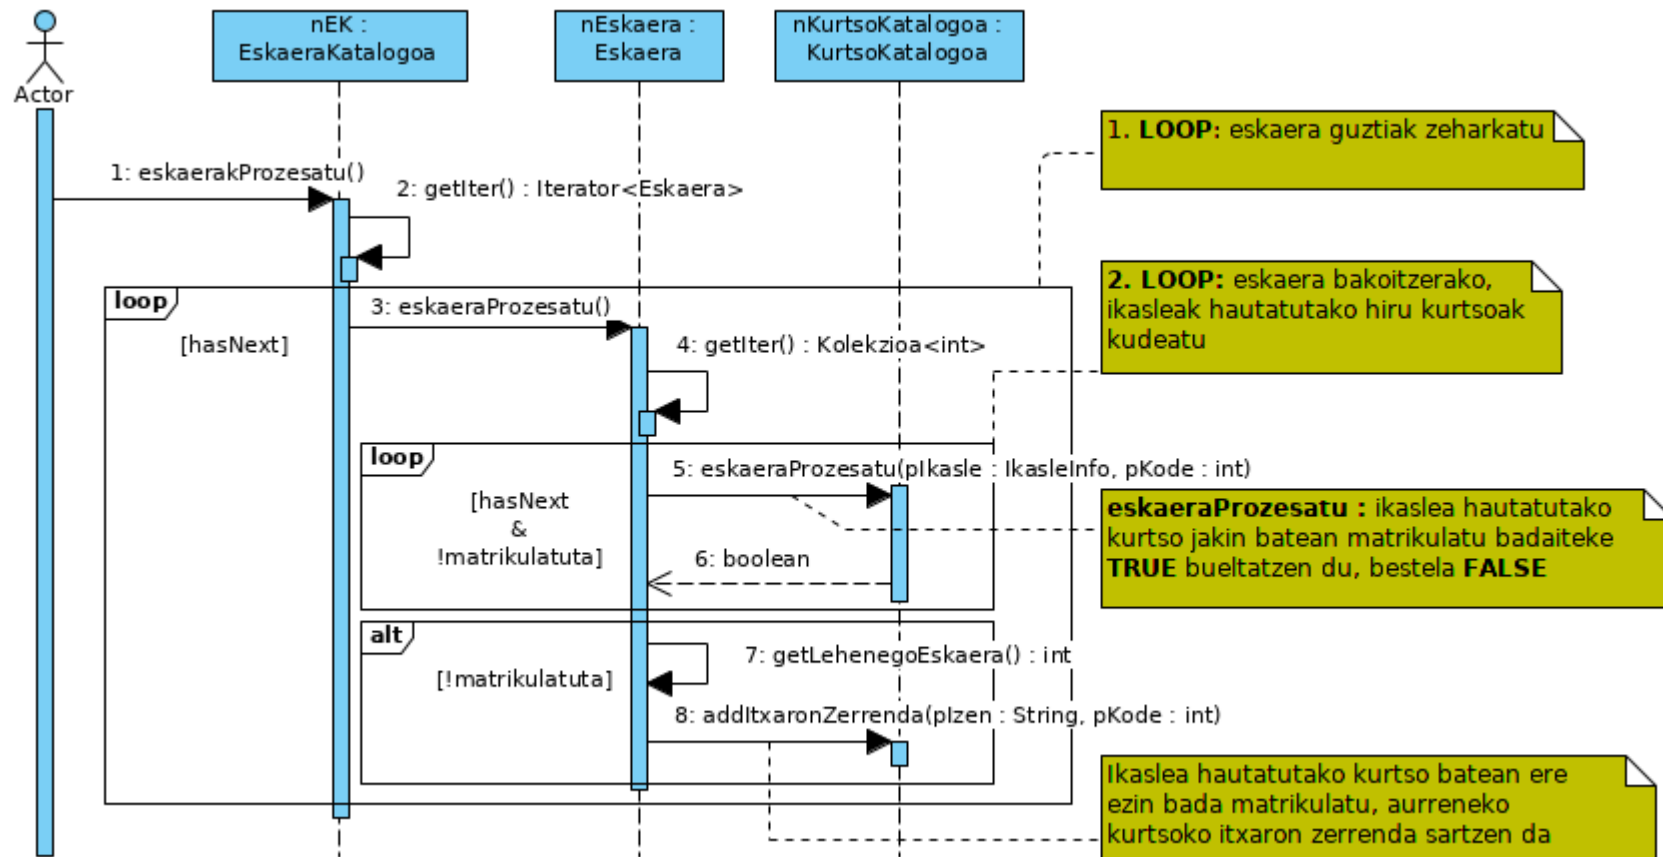 nEK :
EskaeraKatalogoa
nEskaera :
Eskaera
nKurtsoKatalogoa :
KurtsoKatalogoa
Actor
1. LOOP: eskaera guztiak zeharkatu
1: eskaerakProzesatu()
2: getIter() : Iterator<Eskaera>
2. LOOP: eskaera bakoitzerako,
ikasleak hautatutako hiru kurtsoak
kudeatu
loop
[hasNext]
3: eskaeraProzesatu()
4: getIter() : Kolekzioa<int>
loop
[hasNext
&
!matrikulatuta]
5: eskaeraProzesatu(pIkasle : IkasleInfo, pKode : int)
eskaeraProzesatu : ikaslea hautatutako
kurtso jakin batean matrikulatu badaiteke
TRUE bueltatzen du, bestela FALSE
6: boolean
alt
[!matrikulatuta]
7: getLehenegoEskaera() : int
8: addItxaronZerrenda(pIzen : String, pKode : int)
Ikaslea hautatutako kurtso batean ere
ezin bada matrikulatu, aurreneko
kurtsoko itxaron zerrenda sartzen da